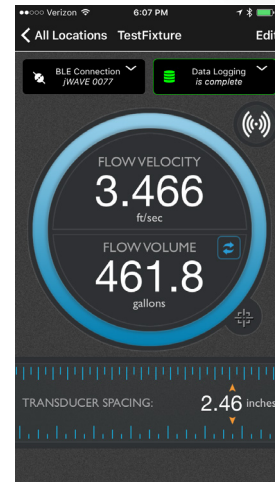 Verizon 6:07 PM
All Locations TestFixture Edit
BLE Connection
jWAVE 0077
Data Logging
is complete
FLOW VELOCITY
3.466
ft/sec
FLOW VOLUME
461.8
gallons
TRANSDUCER SPACING: 2.46 inches